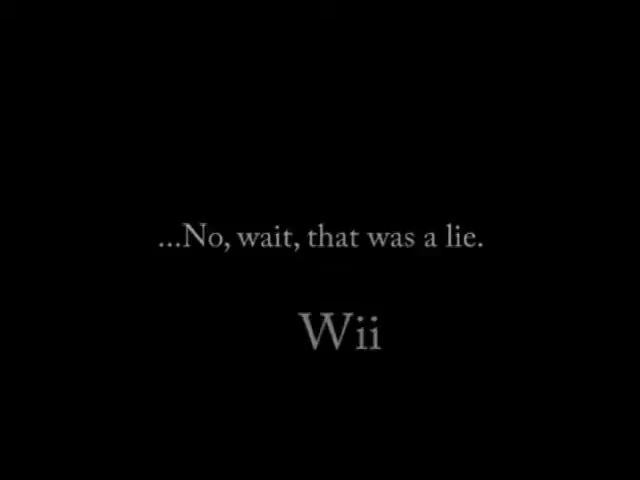 ...No, wait, that was a lie.
Wii